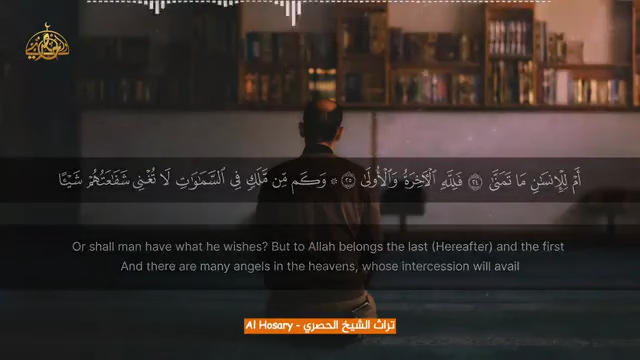 أَمْ لِلْإِنسَٰنِ مَا تَمَنَّىٰ ٢٤ فَلِلَّهِ ٱلْـَٔاخِرَةُ وَٱلْأُولَىٰ ٢٥ ۞ وَكَم مِّن مَّلَكٍ فِى ٱلسَّمَٰوَٰتِ لَا تُغْنِى شَفَٰعَتُهُمْ شَيْـًٔا
Or shall man have what he wishes? But to Allah belongs the last (Hereafter) and the first
And there are many angels in the heavens, whose intercession will avail
Al Hosary - تراث الشيخ الحصري